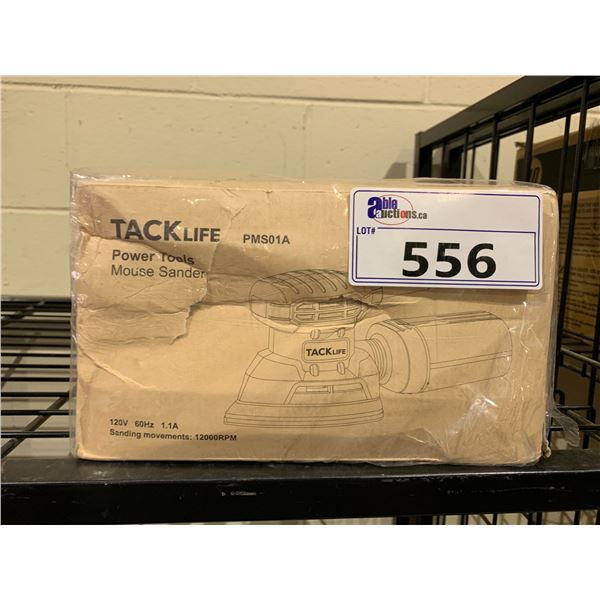 TACKLIFE PMS01A
Power Tools
Mouse Sander
able auctions.ca
LOT#
556
TACKLIFE
120V 60Hz 1.1A
Sanding movements: 12000RPM